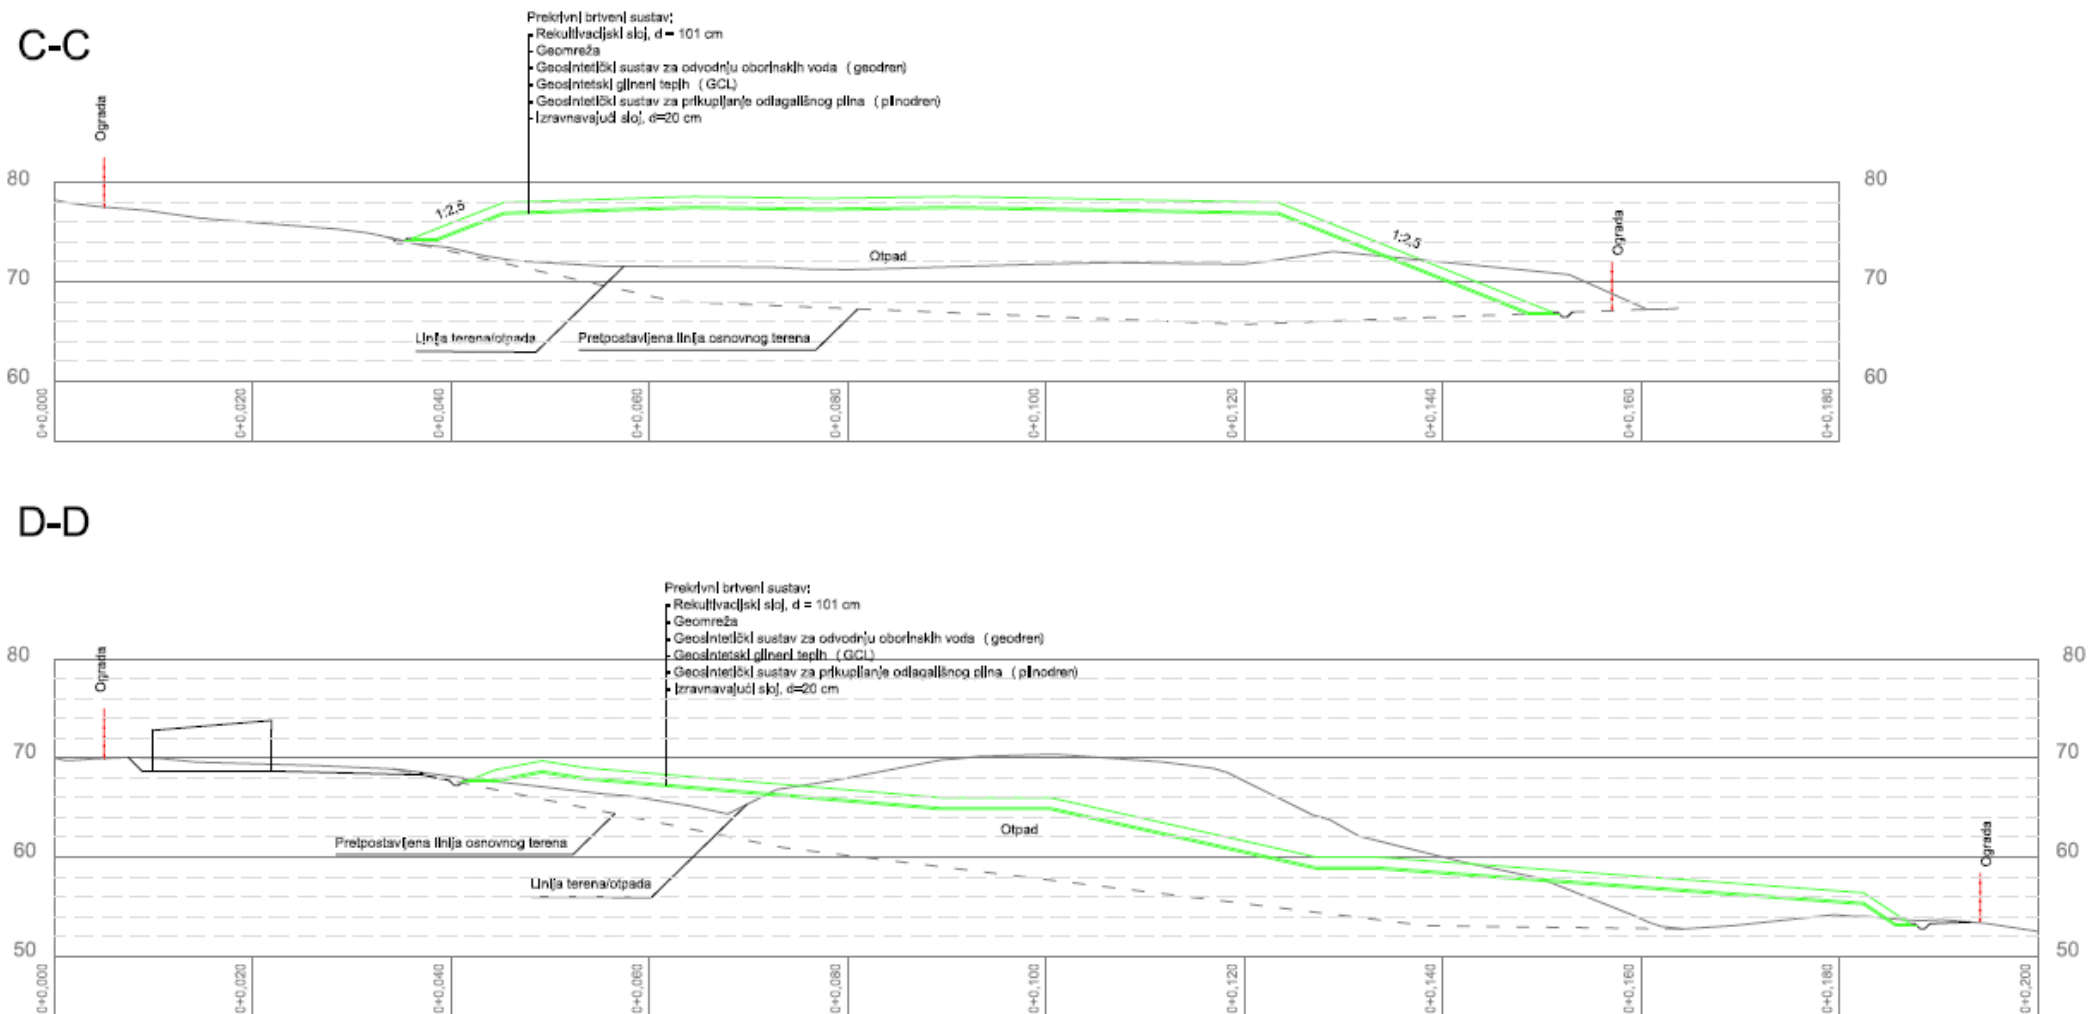 C-C
Prekrivni brtveni sustav:
Rekultivacijski sloj, d = 101 cm
Geomreža
Geosintetički sustav za odvodnju oborinskih voda ( geodren)
Geosintetski glineni tepih ( GCL)
Geosintetički sustav za prikupljanje odlagališnog plina ( plinodren)
Izravnavajući sloj, d=20 cm
Ograda
80
80
1:2,5
Ograda
1:2,5
Otpad
70
70
Linija terena/otpada
Pretpostavljena linija osnovnog terena
60
60
0+0,000
0+0,020
0+0,040
0+0,060
0+0,080
0+0,100
0+0,120
0+0,140
0+0,160
0+0,180
D-D
Prekrivni brtveni sustav:
Rekultivacijski sloj, d = 101 cm
Geomreža
Geosintetički sustav za odvodnju oborinskih voda ( geodren)
Geosintetski glineni tepih ( GCL)
Geosintetički sustav za prikupljanje odlagališnog plina ( plinodren)
Izravnavajući sloj, d=20 cm
80
80
Ograda
70
70
Otpad
Pretpostavljena linija osnovnog terena
60
60
Ograda
Linija terena/otpada
50
50
0+0,000
0+0,020
0+0,040
0+0,060
0+0,080
0+0,100
0+0,120
0+0,140
0+0,160
0+0,180
0+0,200